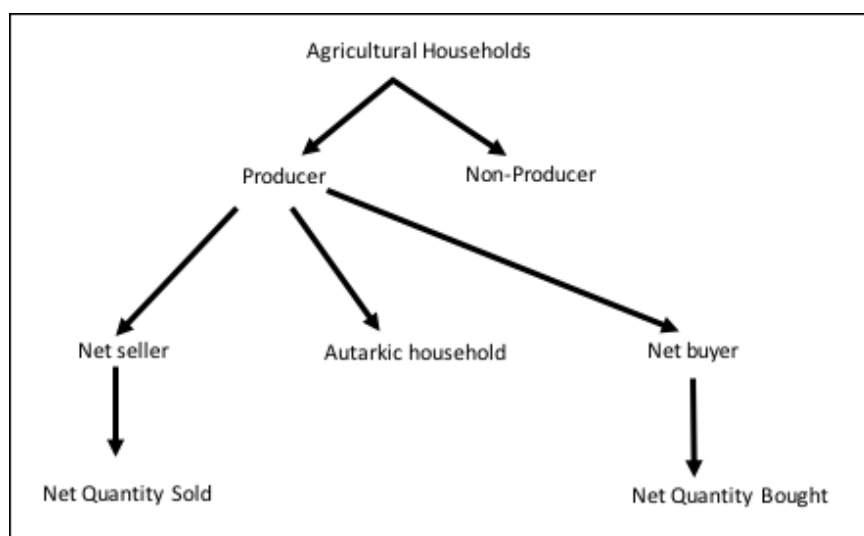 Agricultural Households
Producer
Non-Producer
Net seller
Autarkic household
Net buyer
Net Quantity Sold
Net Quantity Bought